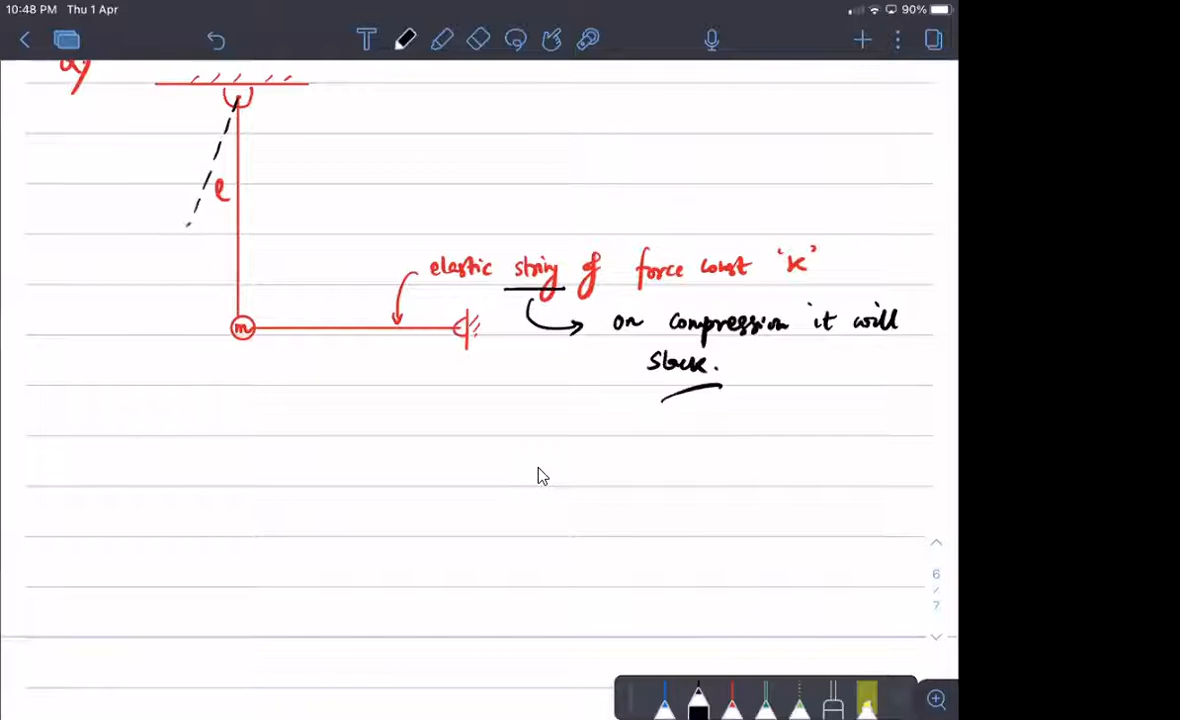 10:48 PM Thu 1 Apr
90%
T
l
elastic string of force const 'K'
m
on compression it will
slack.
6
/
7